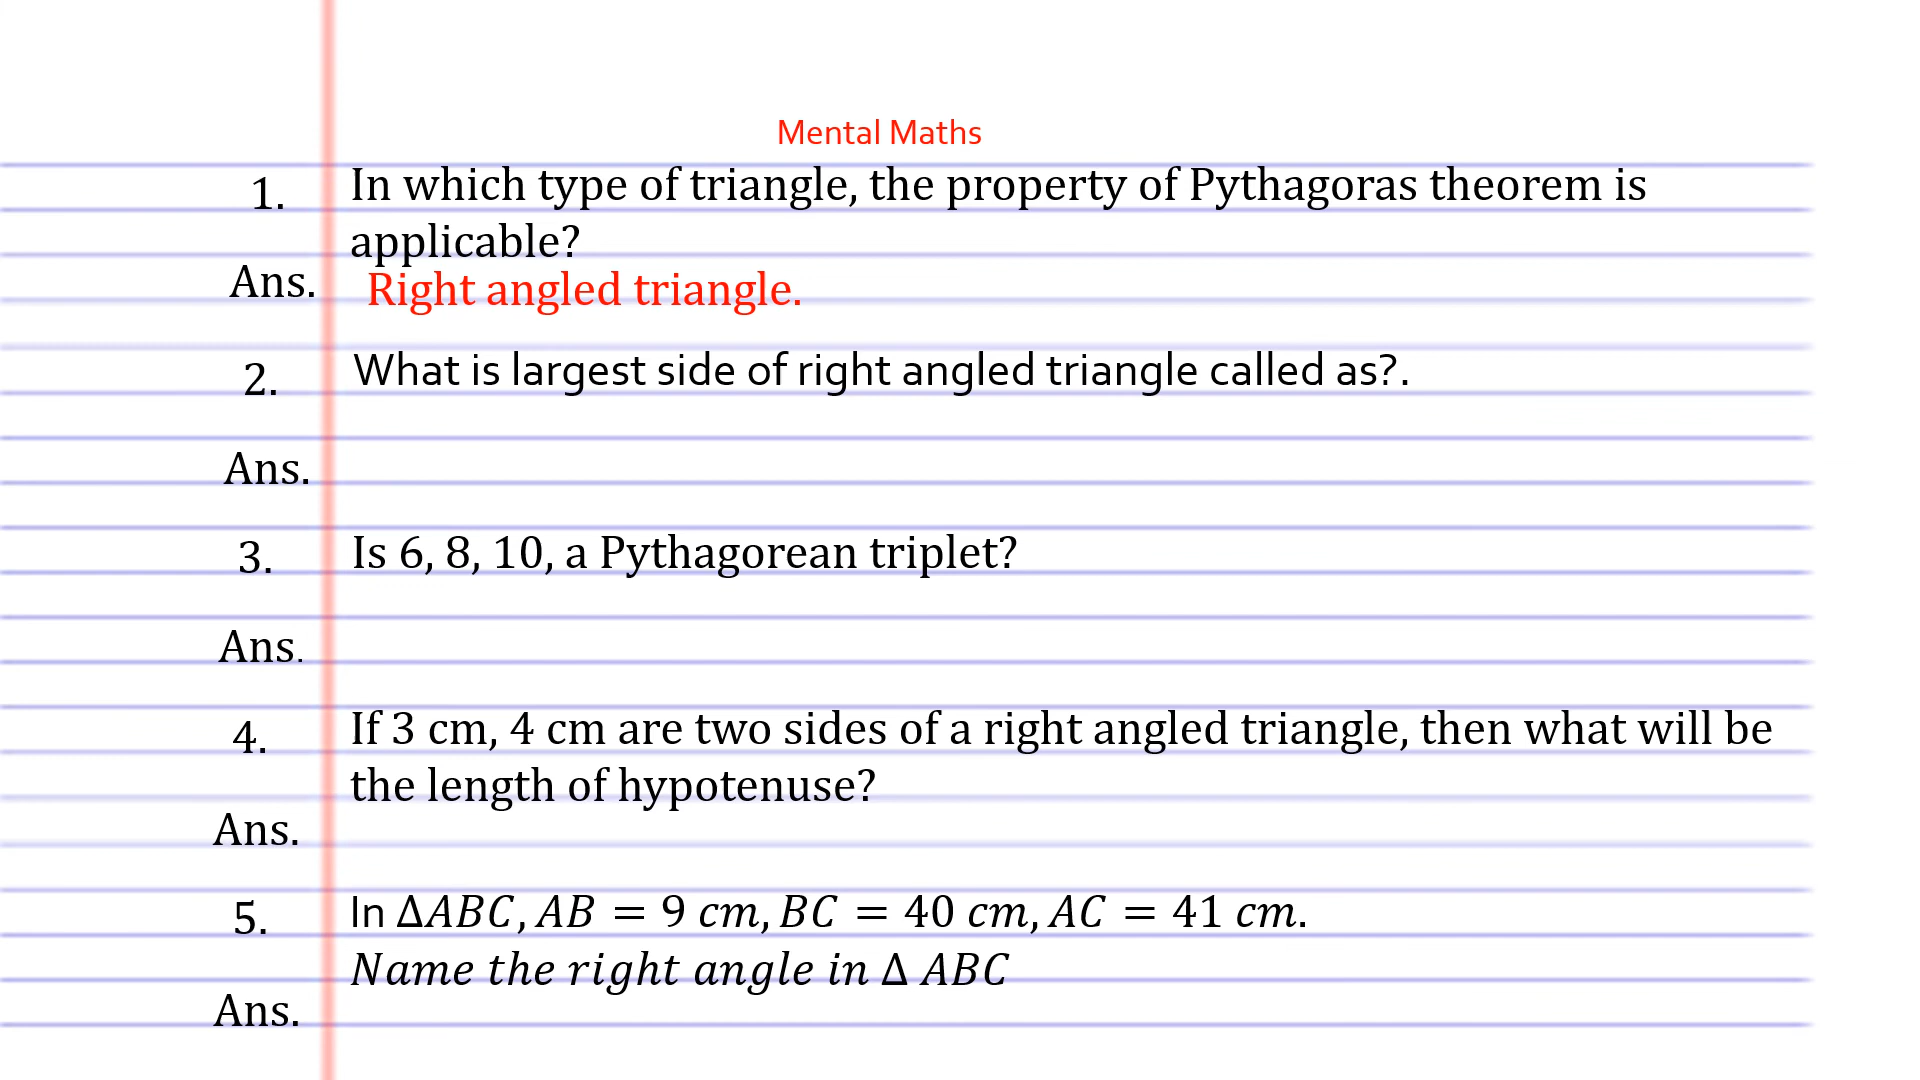 Mental Maths
1. In which type of triangle, the property of Pythagoras theorem is
applicable?
Ans. Right angled triangle.
2. What is largest side of right angled triangle called as?.
Ans.
3. Is 6, 8, 10, a Pythagorean triplet?
Ans.
4. If 3 cm, 4 cm are two sides of a right angled triangle, then what will be
the length of hypotenuse?
Ans.
5. In ∆ABC, AB = 9 cm, BC = 40 cm, AC = 41 cm.
Name the right angle in ∆ ABC
Ans.